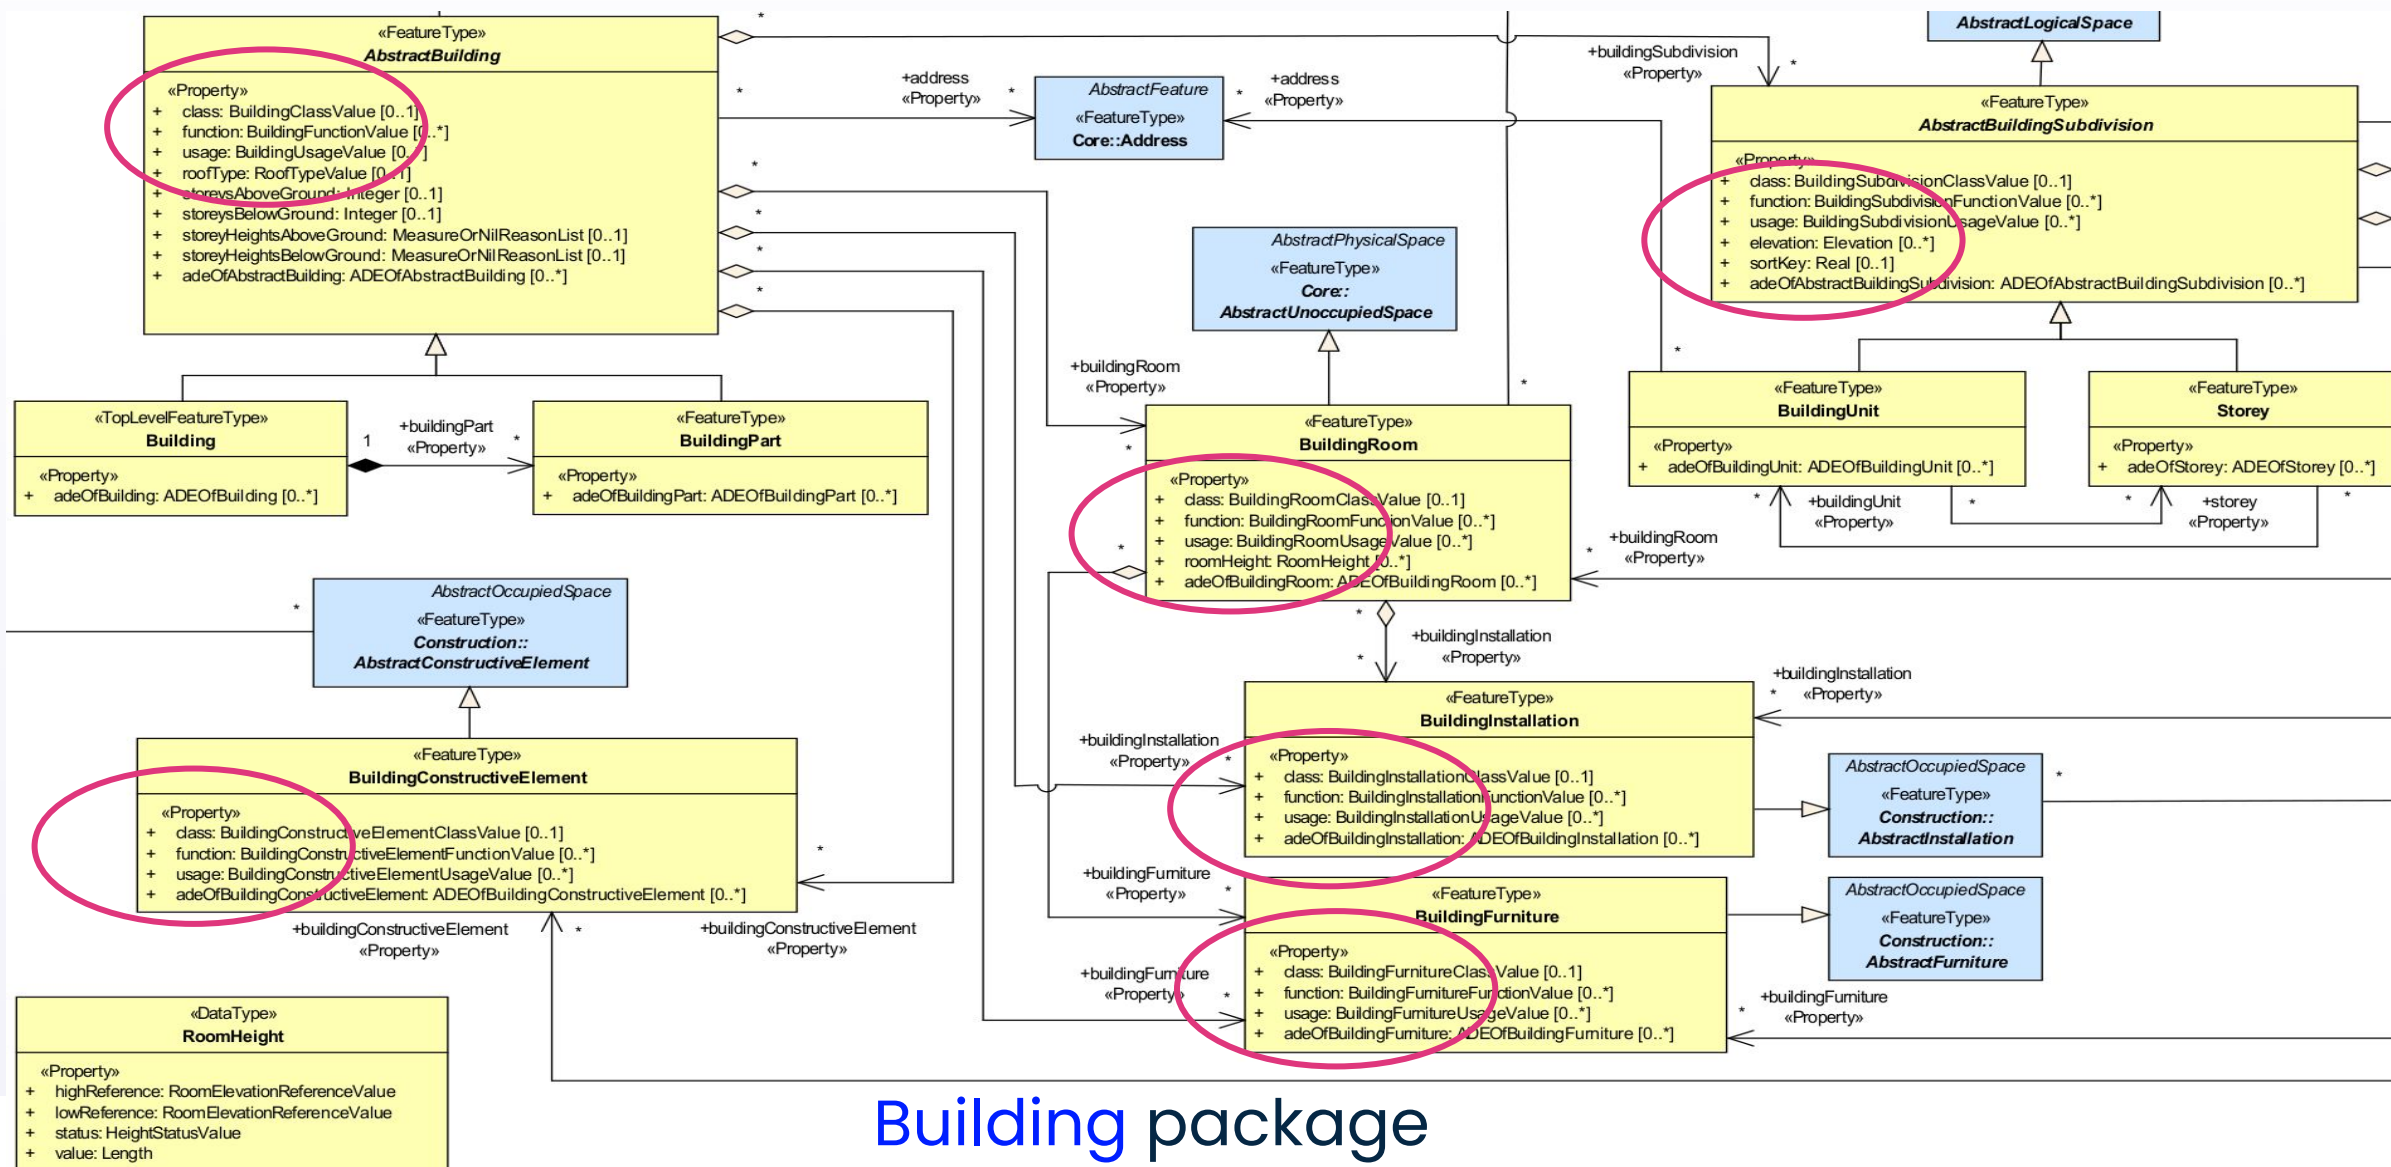 «FeatureType»
AbstractBuilding
«Property»
+ class: BuildingClassValue [0..1]
+ function: BuildingFunctionValue [0..*]
+ usage: BuildingUsageValue [0..*]
+ roofType: RoofTypeValue [0..1]
+ storeysAboveGround: Integer [0..1]
+ storeysBelowGround: Integer [0..1]
+ storeyHeightsAboveGround: MeasureOrNilReasonList [0..1]
+ storeyHeightsBelowGround: MeasureOrNilReasonList [0..1]
+ adeOfAbstractBuilding: ADEOfAbstractBuilding [0..*]
*
*
*
*
*
*
+address
«Property»
*
AbstractFeature
«FeatureType»
Core::Address
*
+address
«Property»
+buildingSubdivision
«Property»
*
AbstractLogicalSpace
«FeatureType»
AbstractBuildingSubdivision
«Property»
+ class: BuildingSubdivisionClassValue [0..1]
+ function: BuildingSubdivisionFunctionValue [0..*]
+ usage: BuildingSubdivisionUsageValue [0..*]
+ elevation: Elevation [0..*]
+ sortKey: Real [0..1]
+ adeOfAbstractBuildingSubdivision: ADEOfAbstractBuildingSubdivision [0..*]
AbstractPhysicalSpace
«FeatureType»
Core::
AbstractUnoccupiedSpace
«TopLevelFeatureType»
Building
«Property»
+ adeOfBuilding: ADEOfBuilding [0..*]
1
+buildingPart
«Property»
*
«FeatureType»
BuildingPart
«Property»
+ adeOfBuildingPart: ADEOfBuildingPart [0..*]
+buildingRoom
«Property»
*
*
«FeatureType»
BuildingRoom
«Property»
+ class: BuildingRoomClassValue [0..1]
+ function: BuildingRoomFunctionValue [0..*]
+ usage: BuildingRoomUsageValue [0..*]
+ roomHeight: RoomHeight [0..*]
+ adeOfBuildingRoom: ADEOfBuildingRoom [0..*]
*
*
«FeatureType»
BuildingUnit
«Property»
+ adeOfBuildingUnit: ADEOfBuildingUnit [0..*]
«FeatureType»
Storey
«Property»
+ adeOfStorey: ADEOfStorey [0..*]
*
+buildingUnit
«Property»
*
*
+storey
«Property»
*
*
+buildingRoom
«Property»
*
AbstractOccupiedSpace
«FeatureType»
Construction::
AbstractConstructiveElement
*
+buildingInstallation
«Property»
*
«FeatureType»
BuildingInstallation
«Property»
+ class: BuildingInstallationClassValue [0..1]
+ function: BuildingInstallationFunctionValue [0..*]
+ usage: BuildingInstallationUsageValue [0..*]
+ adeOfBuildingInstallation: ADEOfBuildingInstallation [0..*]
+buildingInstallation
«Property»
*
+buildingInstallation
«Property»
*
AbstractOccupiedSpace
«FeatureType»
Construction::
AbstractInstallation
*
«FeatureType»
BuildingConstructiveElement
«Property»
+ class: BuildingConstructiveElementClassValue [0..1]
+ function: BuildingConstructiveElementFunctionValue [0..*]
+ usage: BuildingConstructiveElementUsageValue [0..*]
+ adeOfBuildingConstructiveElement: ADEOfBuildingConstructiveElement [0..*]
*
+buildingConstructiveElement
«Property»
*
+buildingConstructiveElement
«Property»
+buildingFurniture
«Property»
*
«FeatureType»
BuildingFurniture
«Property»
+ class: BuildingFurnitureClassValue [0..1]
+ function: BuildingFurnitureFunctionValue [0..*]
+ usage: BuildingFurnitureUsageValue [0..*]
+ adeOfBuildingFurniture: ADEOfBuildingFurniture [0..*]
+buildingFurniture
«Property»
*
AbstractOccupiedSpace
«FeatureType»
Construction::
AbstractFurniture
+buildingFurniture
«Property»
*
«DataType»
RoomHeight
«Property»
+ highReference: RoomElevationReferenceValue
+ lowReference: RoomElevationReferenceValue
+ status: HeightStatusValue
+ value: Length
Building package